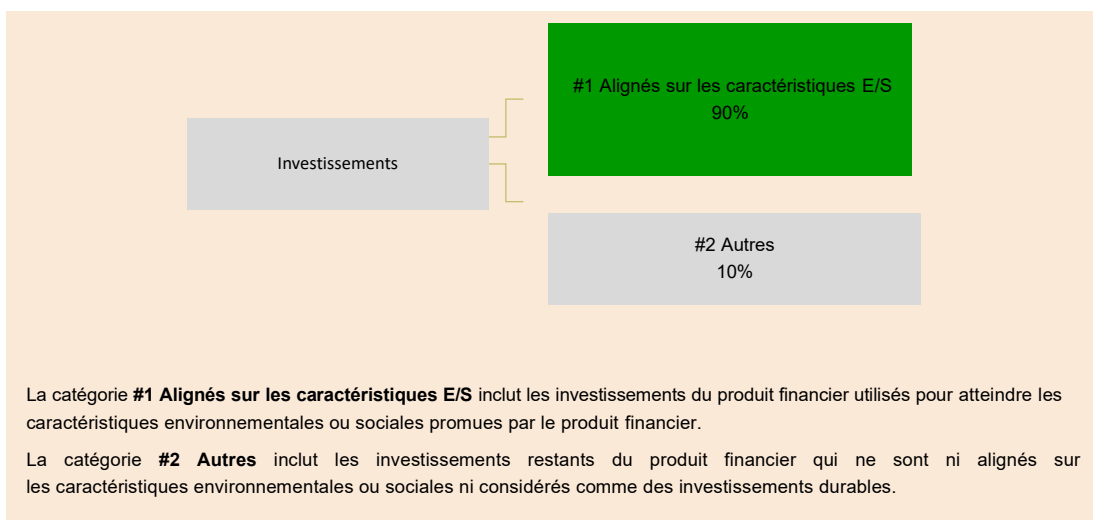 #1 Alignés sur les caractéristiques E/S
90%
Investissements
#2 Autres
10%
La catégorie #1 Alignés sur les caractéristiques E/S inclut les investissements du produit financier utilisés pour atteindre les
caractéristiques environnementales ou sociales promues par le produit financier.
La catégorie #2 Autres inclut les investissements restants du produit financier qui ne sont ni alignés sur
les caractéristiques environnementales ou sociales ni considérés comme des investissements durables.